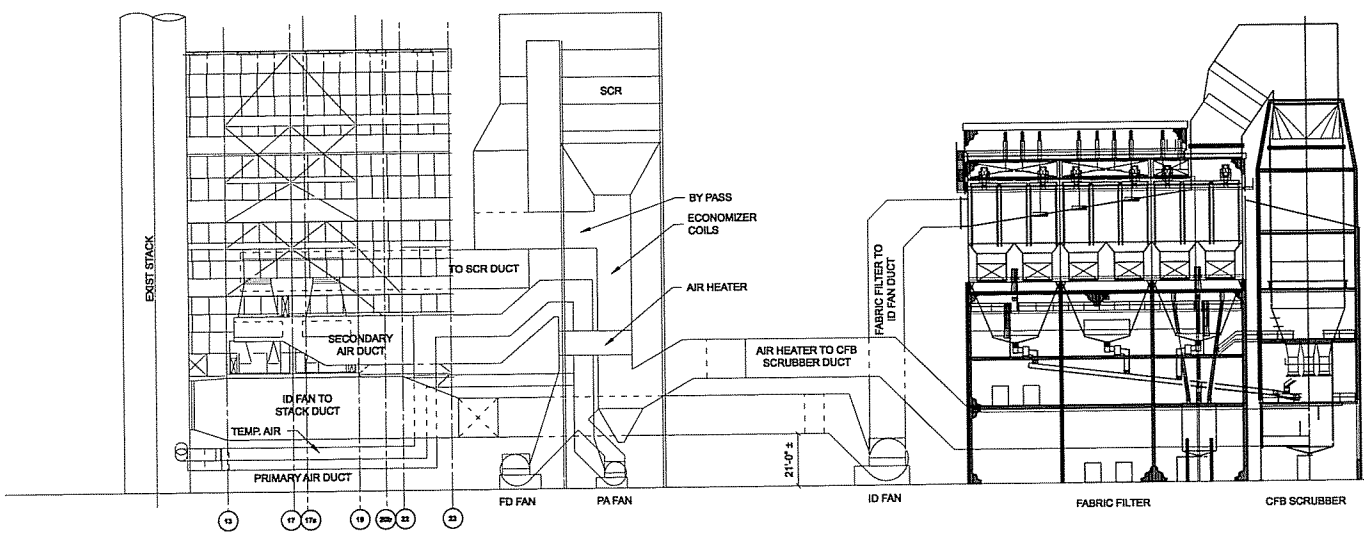 EXIST STACK
SCR
BY PASS
ECONOMIZER
COILS
TO SCR DUCT
AIR HEATER
SECONDARY
AIR DUCT
AIR HEATER TO CFB
SCRUBBER DUCT
FABRIC FILTER TO
ID FAN DUCT
ID FAN TO
STACK DUCT
TEMP. AIR
PRIMARY AIR DUCT
21'-0" ±
FD FAN
PA FAN
ID FAN
FABRIC FILTER
CFB SCRUBBER
13
17
17a
19
22
23